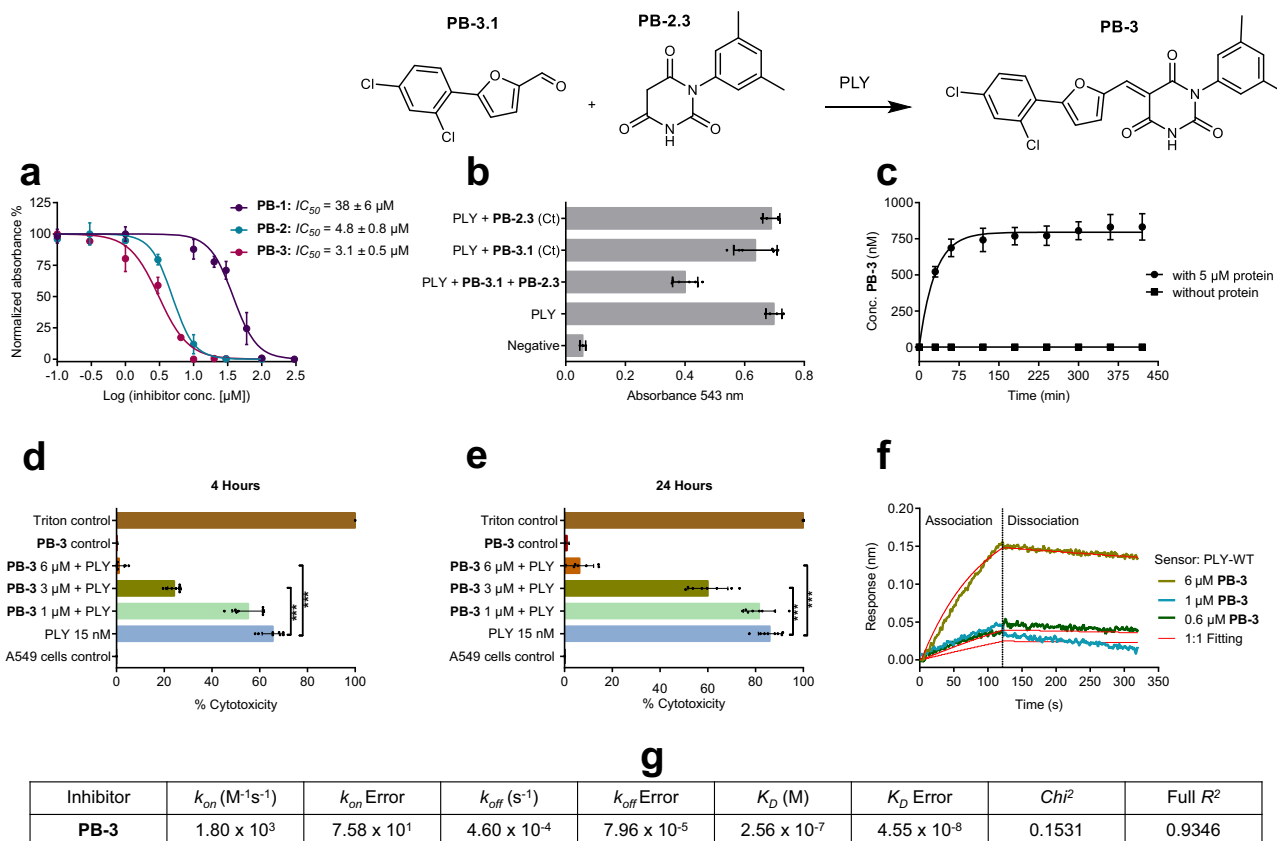 PB-3.1
PB-2.3
PB-3
Cl
Cl
O
O
+
O
O
N
N
H
O
PLY
Cl
Cl
O
O
N
O
N
H
O
a
Normalized absorbance %
125
100
75
50
25
0
-1.0 -0.5 0.0 0.5 1.0 1.5 2.0 2.5
Log (inhibitor conc. [µM])
PB-1: IC50 = 38 ± 6 µM
PB-2: IC50 = 4.8 ± 0.8 µM
PB-3: IC50 = 3.1 ± 0.5 µM
b
PLY + PB-2.3 (Ct)
PLY + PB-3.1 (Ct)
PLY + PB-3.1 + PB-2.3
PLY
Negative
0.0 0.2 0.4 0.6 0.8
Absorbance 543 nm
c
Conc. PB-3 (nM)
1000
750
500
250
0
0 75 150 225 300 375 450
Time (min)
with 5 µM protein
without protein
d
4 Hours
Triton control
PB-3 control
PB-3 6 µM + PLY
PB-3 3 µM + PLY
PB-3 1 µM + PLY
PLY 15 nM
A549 cells control
***
***
0 20 40 60 80 100
% Cytotoxicity
e
24 Hours
Triton control
PB-3 control
PB-3 6 µM + PLY
PB-3 3 µM + PLY
PB-3 1 µM + PLY
PLY 15 nM
A549 cells control
***
***
0 20 40 60 80 100
% Cytotoxicity
f
Response (nm)
0.20
0.15
0.10
0.05
0.00
Association Dissociation
0 50 100 150 200 250 300 350
Time (s)
Sensor: PLY-WT
6 µM PB-3
1 µM PB-3
0.6 µM PB-3
1:1 Fitting
g
Inhibitor kon (M-1s-1) kon Error koff (s-1) koff Error KD (M) KD Error Chi2 Full R2
PB-3 1.80 x 103 7.58 x 101 4.60 x 10-4 7.96 x 10-5 2.56 x 10-7 4.55 x 10-8 0.1531 0.9346